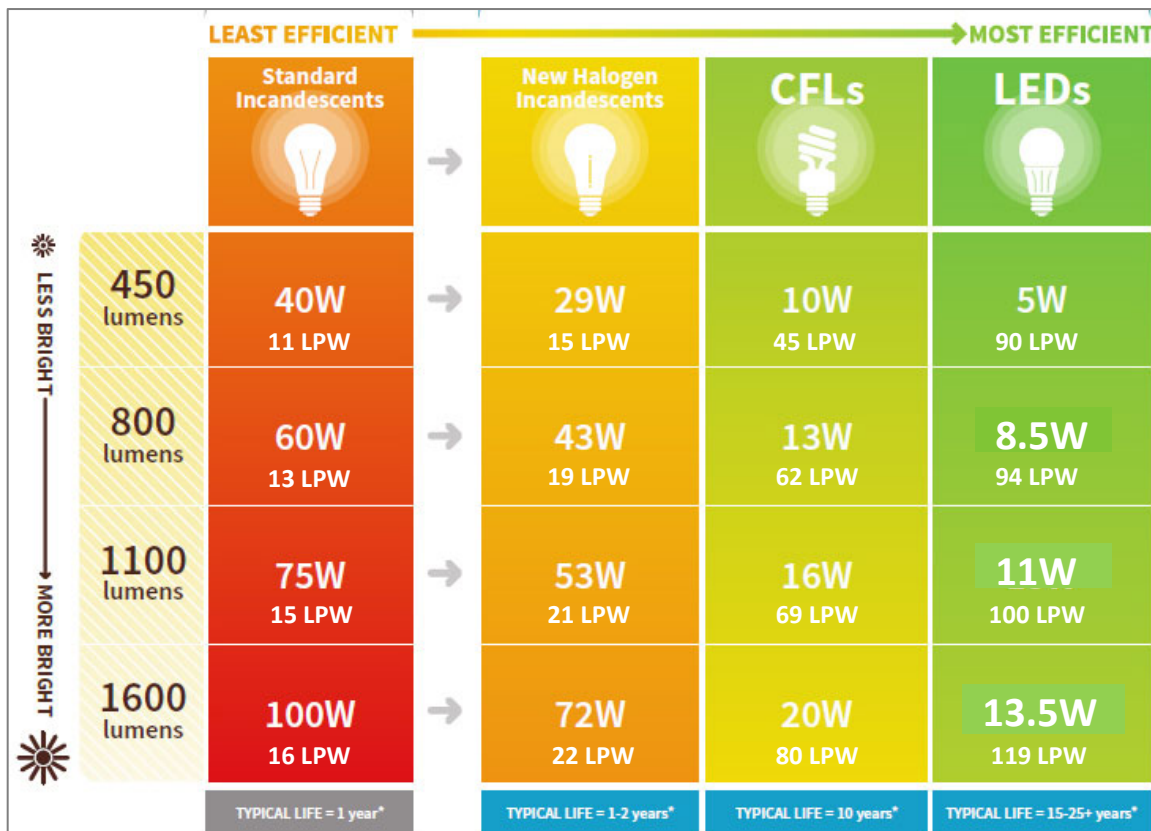 LEAST EFFICIENT
MOST EFFICIENT
Standard
Incandescents
New Halogen
Incandescents
CFLs
LEDs
LESS BRIGHT
MORE BRIGHT
450
lumens
40W
11 LPW
29W
15 LPW
10W
45 LPW
5W
90 LPW
800
lumens
60W
13 LPW
43W
19 LPW
13W
62 LPW
8.5W
94 LPW
1100
lumens
75W
15 LPW
53W
21 LPW
16W
69 LPW
11W
100 LPW
1600
lumens
100W
16 LPW
72W
22 LPW
20W
80 LPW
13.5W
119 LPW
TYPICAL LIFE = 1 year*
TYPICAL LIFE = 1-2 years*
TYPICAL LIFE = 10 years*
TYPICAL LIFE = 15-25+ years*